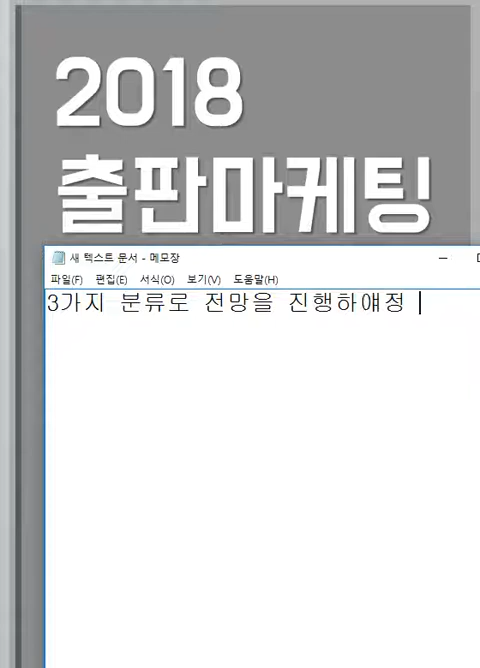 2018
출판마케팅
새 텍스트 문서 - 메모장
파일(F) 편집(E) 서식(O) 보기(V) 도움말(H)
3가지 분류로 전망을 진행하얘정